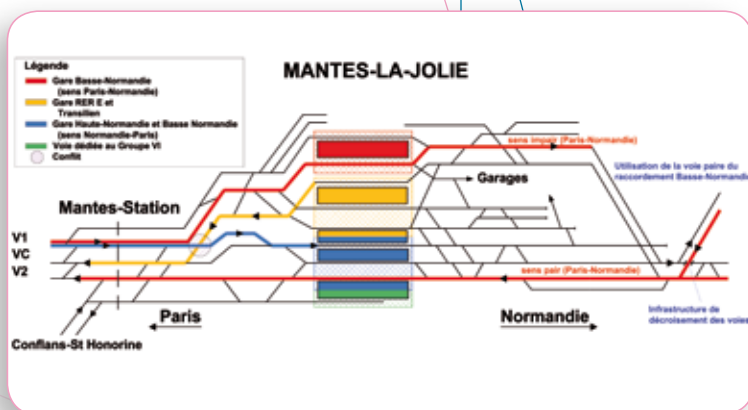 MANTES-LA-JOLIE
Légende
Gare Basse-Normandie
(sens Paris-Normandie)
Gare RER E et
Transilien
Gare Haute-Normandie et Basse Normandie
(sens Normandie-Paris)
Voie dédiée au Groupe VI
Conflit
sens impair (Paris-Normandie)
Utilisation de la voie paire du
raccordement Basse-Normandie
Garages
Mantes-Station
V1
VC
V2
sens pair (Paris-Normandie)
Paris
Normandie
Infrastructure de
décroisement des voies
Conflans-St Honorine